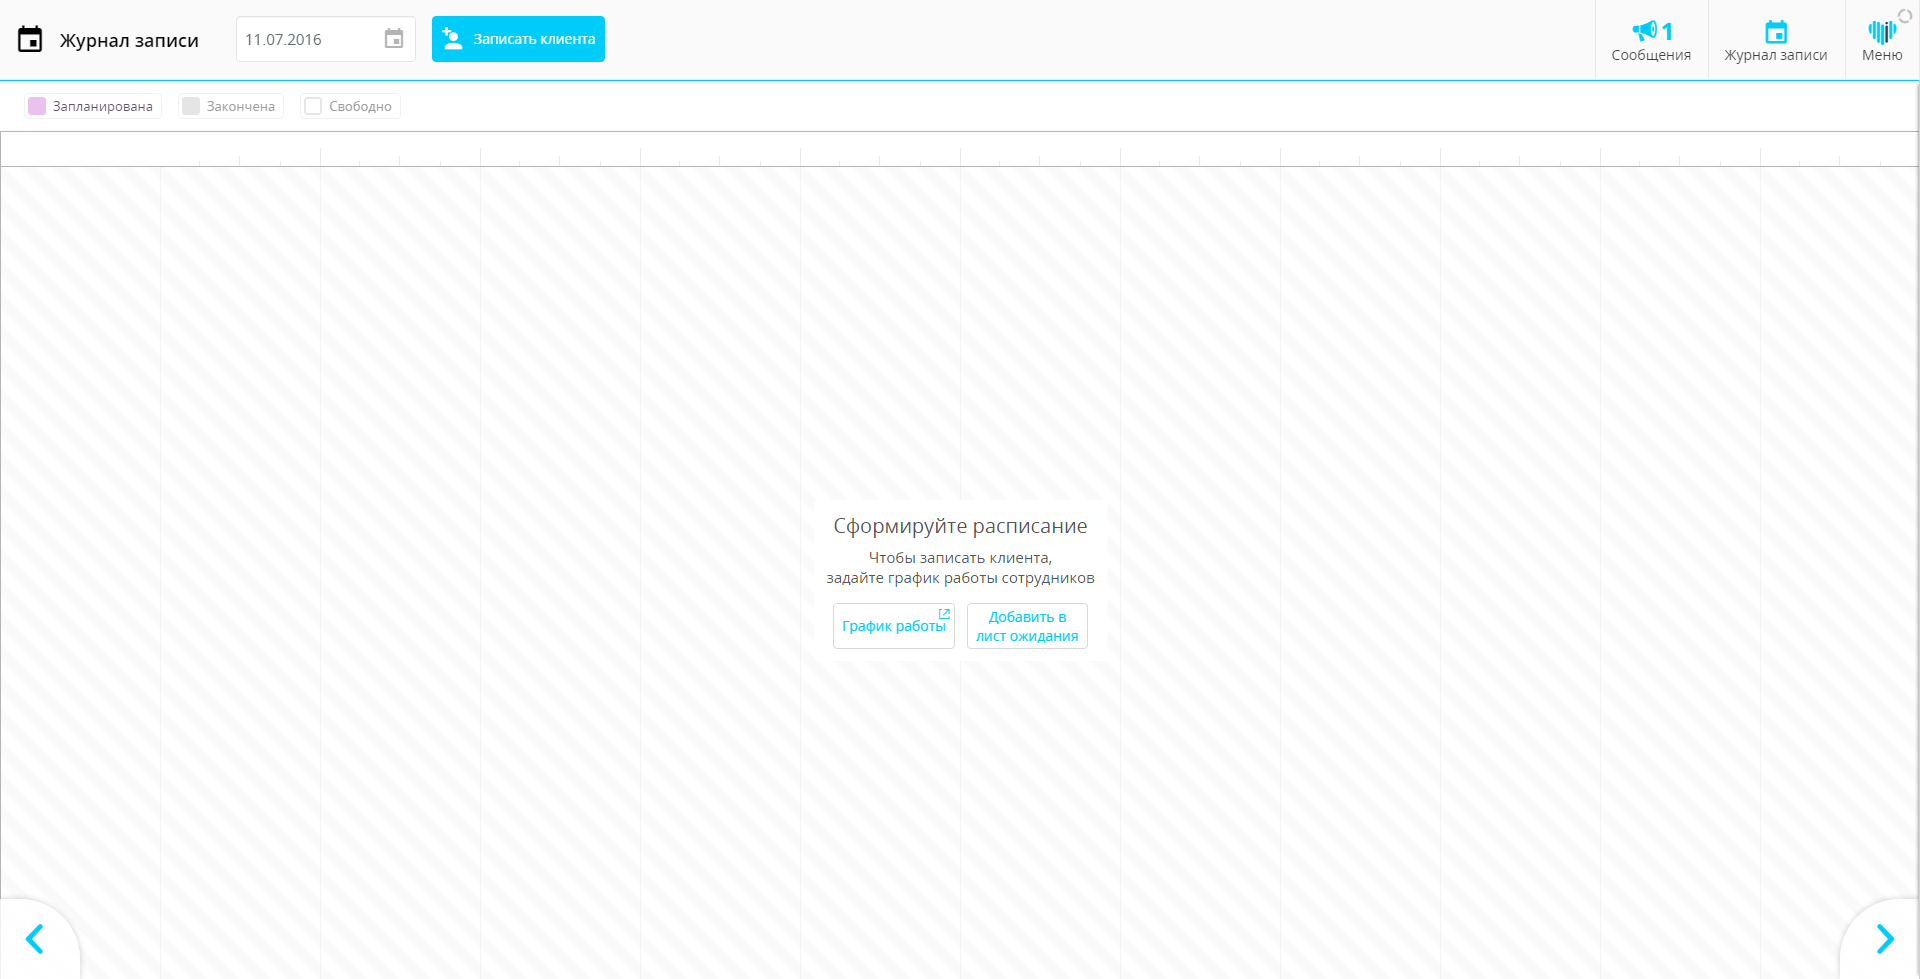 Журнал записи
11.07.2016
Записать клиента
1
Сообщения
Журнал записи
Меню
Запланирована
Закончена
Свободно
Сформируйте расписание
Чтобы записать клиента,
задайте график работы сотрудников
График работы
Добавить в
лист ожидания